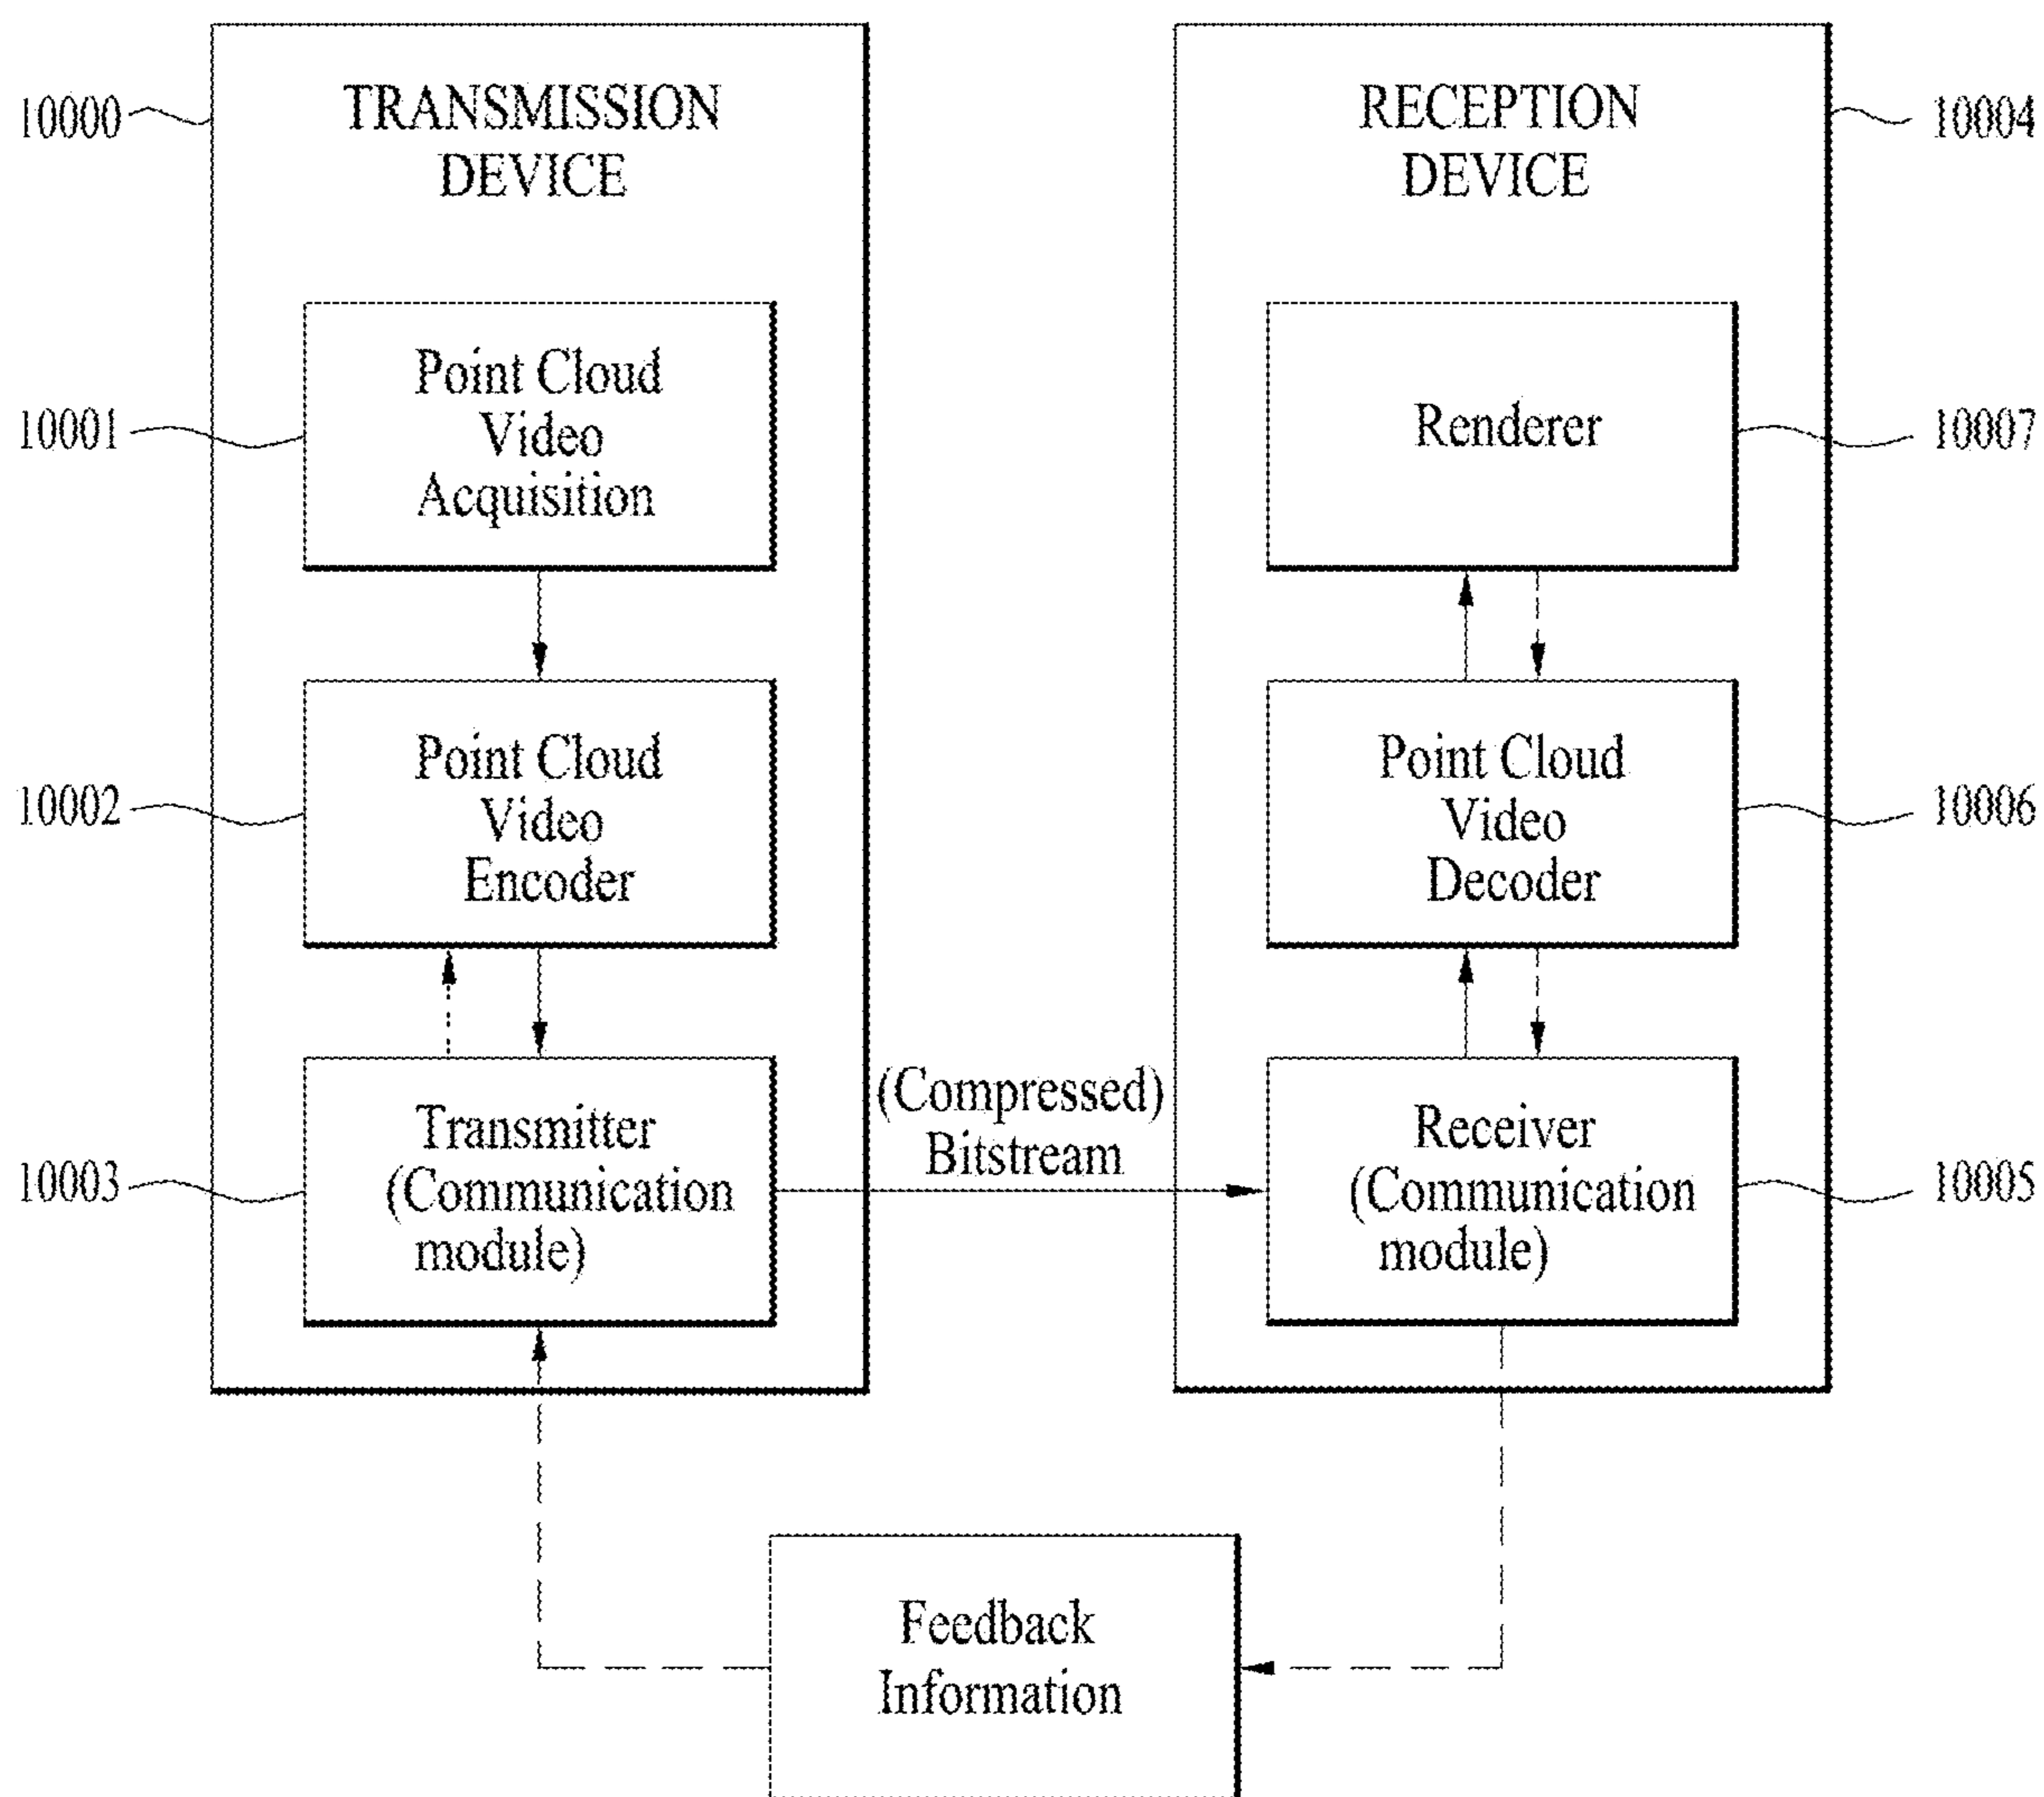 10000
TRANSMISSION
DEVICE
10001
Point Cloud
Video
Acquisition
10002
Point Cloud
Video
Encoder
10003
Transmitter
(Communication
module)
(Compressed)
Bitstream
RECEPTION
DEVICE
10004
Renderer
10007
Point Cloud
Video
Decoder
10006
Receiver
(Communication
module)
10005
Feedback
Information